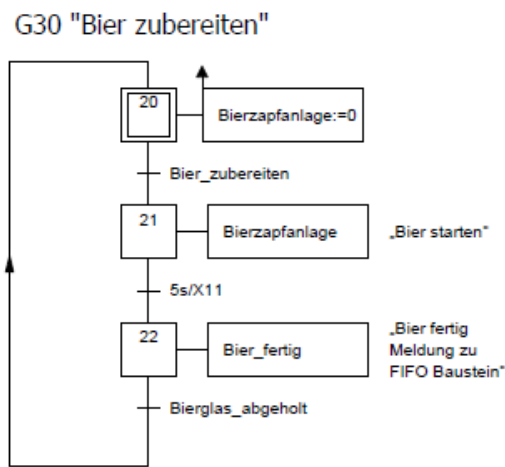 G30 "Bier zubereiten"
20
Bierzapfanlage:=0
Bier_zubereiten
21
Bierzapfanlage
„Bier starten“
5s/X11
22
Bier_fertig
„Bier fertig
Meldung zu
FIFO Baustein“
Bierglas_abgeholt